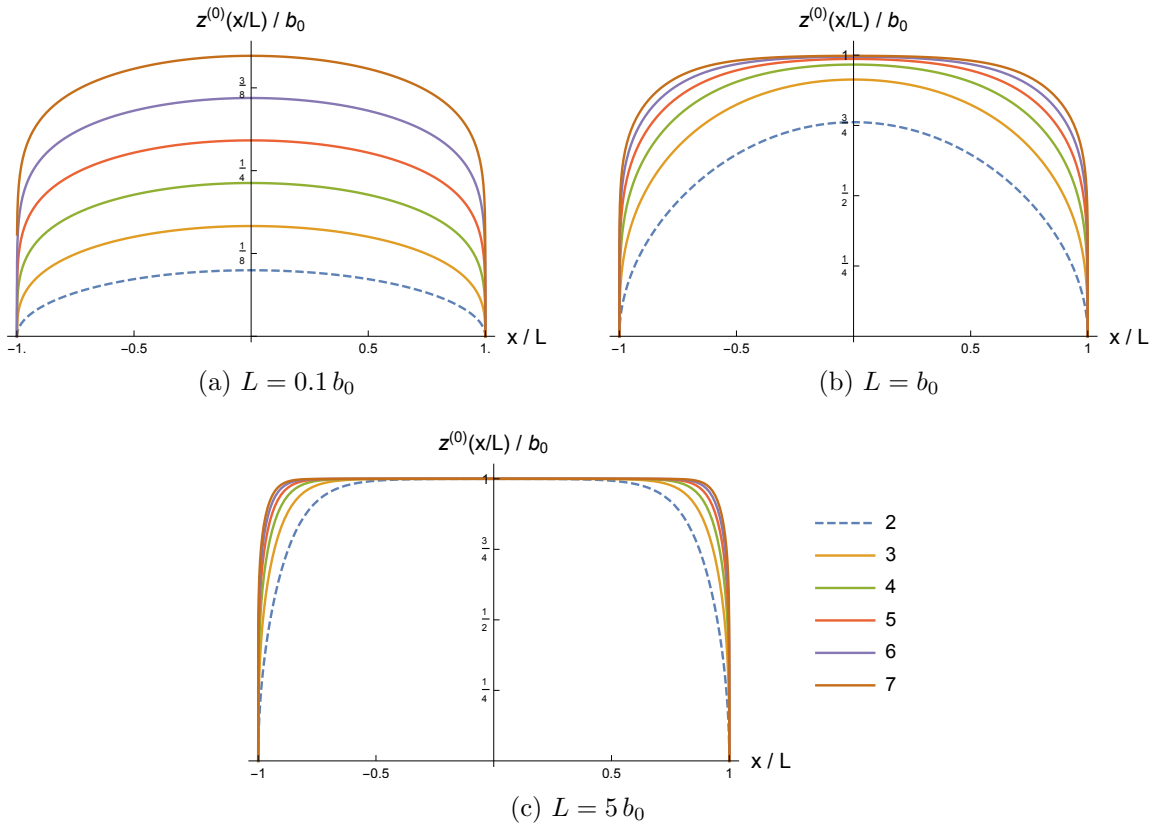 z^{(0)}(x/L) / b_0
3/8
1/4
1/8
-1. -0.5 0.5 1. x / L
(a) L = 0.1 b_0
z^{(0)}(x/L) / b_0
1
3/4
1/2
1/4
-1 -0.5 0.5 1 x / L
(b) L = b_0
z^{(0)}(x/L) / b_0
1
3/4
1/2
1/4
-1 -0.5 0.5 1 x / L
(c) L = 5 b_0
2
3
4
5
6
7